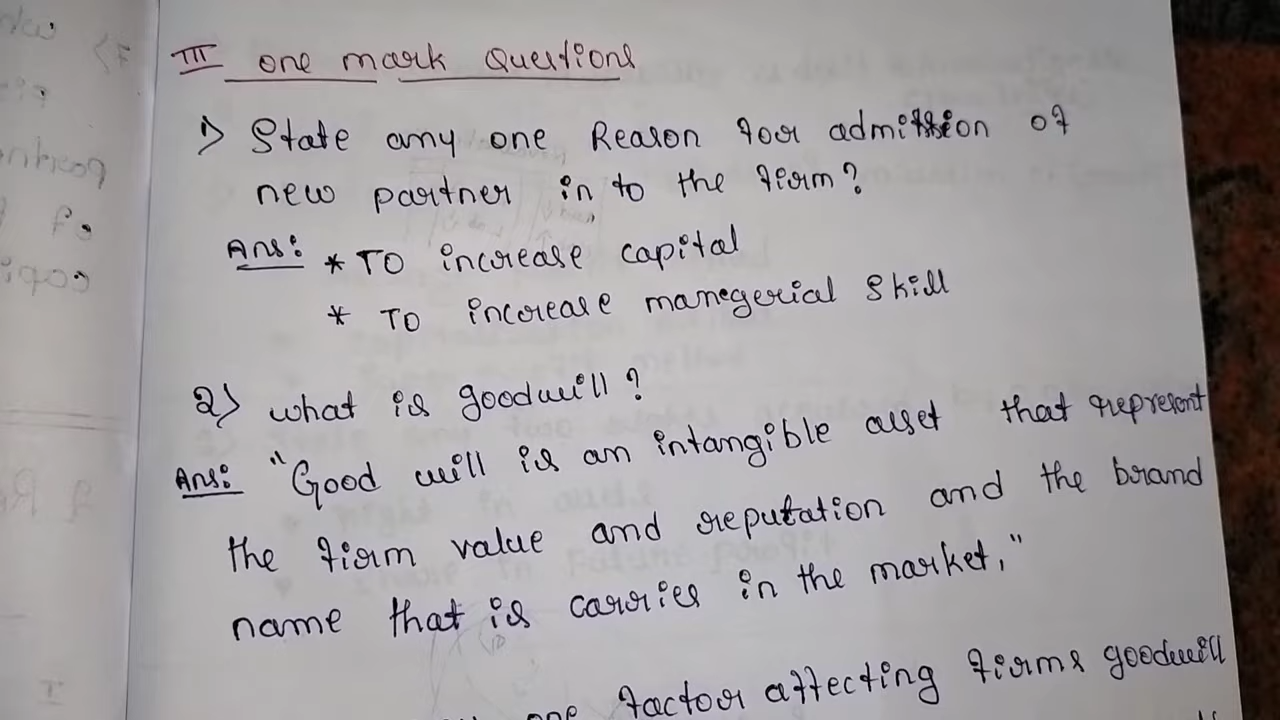 III one mark Questions
1) State any one Reason for admission of
new partner in to the firm?
Ans: * TO increase capital
* TO increase manegerial skill
2) what is goodwill?
Ans: "Good will is an intangible asset that represent
the firm value and reputation and the brand
name that is carries in the market."
one factor affecting firms goodwill